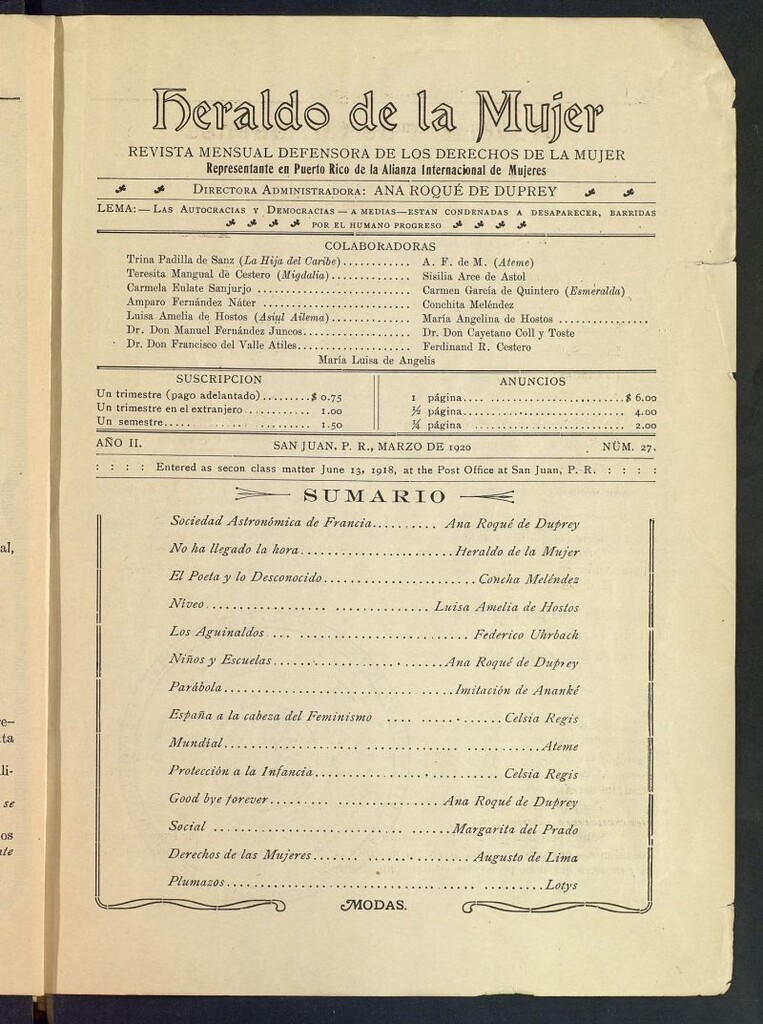 Heraldo de la Mujer
REVISTA MENSUAL DEFENSORA DE LOS DERECHOS DE LA MUJER
Representante en Puerto Rico de la Alianza Internacional de Mujeres
DIRECTORA ADMINISTRADORA: ANA ROQUÉ DE DUPREY
LEMA:—LAS AUTOCRACIAS Y DEMOCRACIAS — A MEDIAS—ESTAN CONDENADAS A DESAPARECER, BARRIDAS
POR EL HUMANO PROGRESO
COLABORADORAS
Trina Padilla de Sanz (La Hija del Caribe)........... A. F. de M. (Ateme)
Teresita Mangual de Cestero (Migdalia).............. Sisilia Arce de Astol
Carmela Eulate Sanjurjo ............................ Carmen García de Quintero (Esméralda)
Amparo Fernández Náter ............................ Conchita Meléndez
Luisa Amelia de Hostos (Asiul Ailema)............... María Angelina de Hostos ................
Dr. Don Manuel Fernández Juncos................... Dr. Don Cayetano Coll y Toste
Dr. Don Francisco del Valle Atiles.................... Ferdinand R. Cestero
María Luisa de Angelis
SUSCRIPCION
Un trimestre (pago adelantado).........$ 0.75
Un trimestre en el extranjero............ 1.00
Un semestre............................ 1.50
ANUNCIOS
1 página..............................$ 6.00
½ página.............................. 4.00
¼ página .............................. 2.00
AÑO II. SAN JUAN, P. R., MARZO DE 1920 NÚM. 27.
: : : : Entered as secon class matter June 13, 1918, at the Post Office at San Juan, P. R. : : : :
SUMARIO
Sociedad Astronómica de Francia.......... Ana Roqué de Duprey
No ha llegado la hora......................Heraldo de la Mujer
El Poeta y lo Desconocido......................Concha Meléndez
Níveo.................................Luisa Amelia de Hostos
Los Aguinaldos ... .......................Federico Uhrbach
Niños y Escuelas........................Ana Roqué de Duprey
Parábola..............................Imitación de Ananké
España a la cabeza del Feminismo .... ...........Celsia Regis
Mundial..............................................Ateme
Protección a la Infancia.......................... Celsia Regis
Good bye forever........................Ana Roqué de Duprey
Social .................................Margarita del Prado
Derechos de las Mujeres.......................Augusto de Lima
Plumazos.............................................Lotys
MODAS.
al,
re-
ta
li-
se
os
te